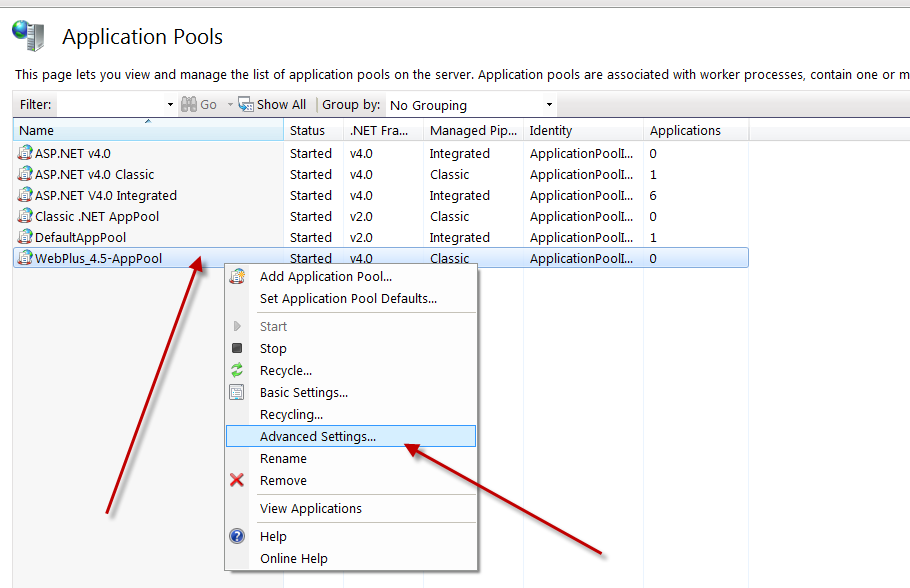 Application Pools
This page lets you view and manage the list of application pools on the server. Application pools are associated with worker processes, contain one or m
Filter: Go Show All Group by: No Grouping
Name Status .NET Fra... Managed Pip... Identity Applications
ASP.NET v4.0 Started v4.0 Integrated ApplicationPoolI... 0
ASP.NET v4.0 Classic Started v4.0 Classic ApplicationPoolI... 1
ASP.NET V4.0 Integrated Started v4.0 Integrated ApplicationPoolI... 6
Classic .NET AppPool Started v2.0 Classic ApplicationPoolI... 0
DefaultAppPool Started v2.0 Integrated ApplicationPoolI... 1
WebPlus_4.5-AppPool Started v4.0 Classic ApplicationPoolI... 0
Add Application Pool...
Set Application Pool Defaults...
Start
Stop
Recycle...
Basic Settings...
Recycling...
Advanced Settings...
Rename
Remove
View Applications
Help
Online Help